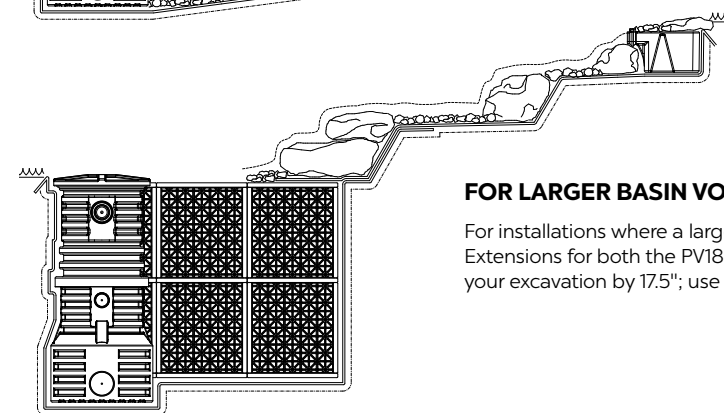 FOR LARGER BASIN VO
For installations where a larg
Extensions for both the PV18
your excavation by 17.5"; use